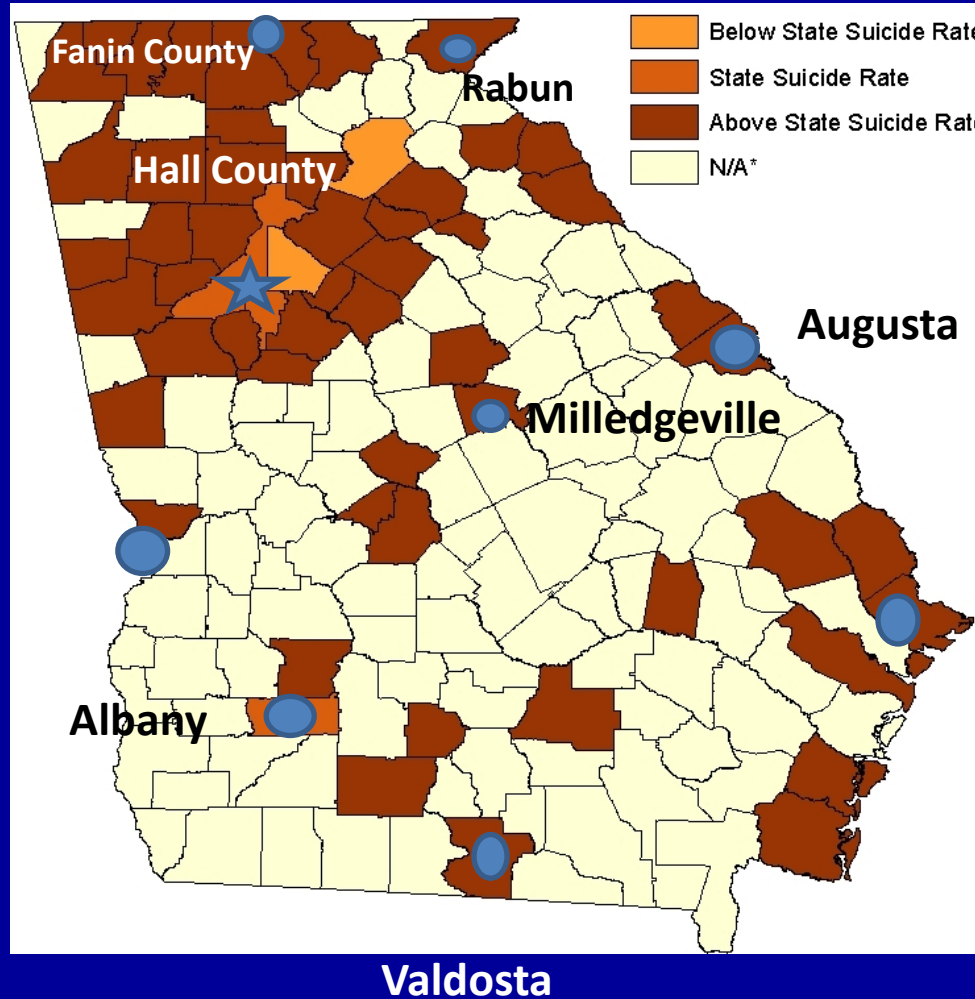 Below State Suicide Rate
Fanin County
State Suicide Rate
Rabun
Above State Suicide Rate
Hall County
N/A*
Augusta
Milledgeville
Albany
Valdosta